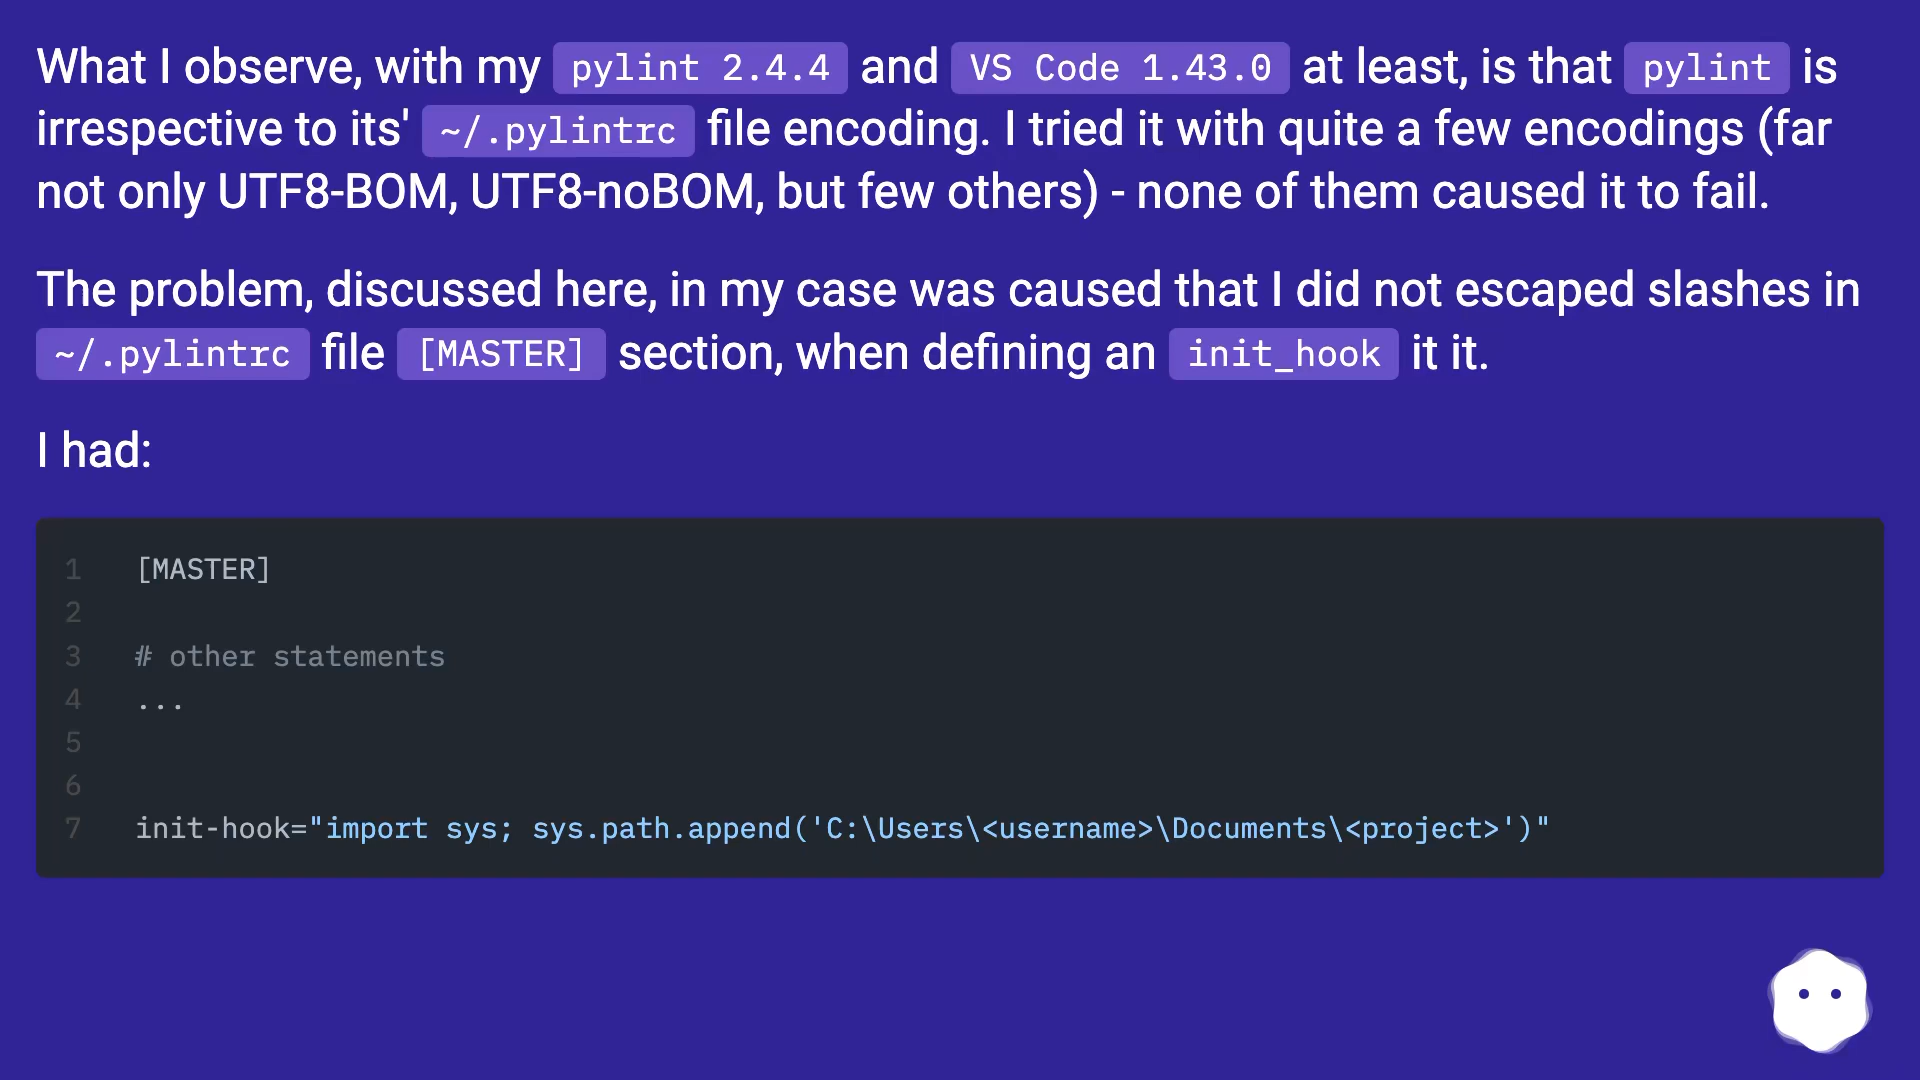 What I observe, with my pylint 2.4.4 and VS Code 1.43.0 at least, is that pylint is
irrespective to its' ~/.pylintrc file encoding. I tried it with quite a few encodings (far
not only UTF8-BOM, UTF8-noBOM, but few others) - none of them caused it to fail.
The problem, discussed here, in my case was caused that I did not escaped slashes in
~/.pylintrc file [MASTER] section, when defining an init_hook it it.
I had:
1 [MASTER]
2
3 # other statements
4 ...
5
6
7 init-hook="import sys; sys.path.append('C:\Users\<username>\Documents\<project>')"